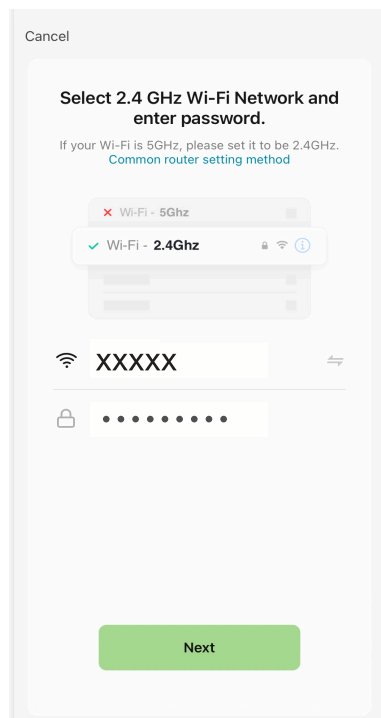 Cancel
Select 2.4 GHz Wi-Fi Network and
enter password.
If your Wi-Fi is 5GHz, please set it to be 2.4GHz.
Common router setting method
Wi-Fi - 5Ghz
Wi-Fi - 2.4Ghz
XXXXX
•••••••••
Next